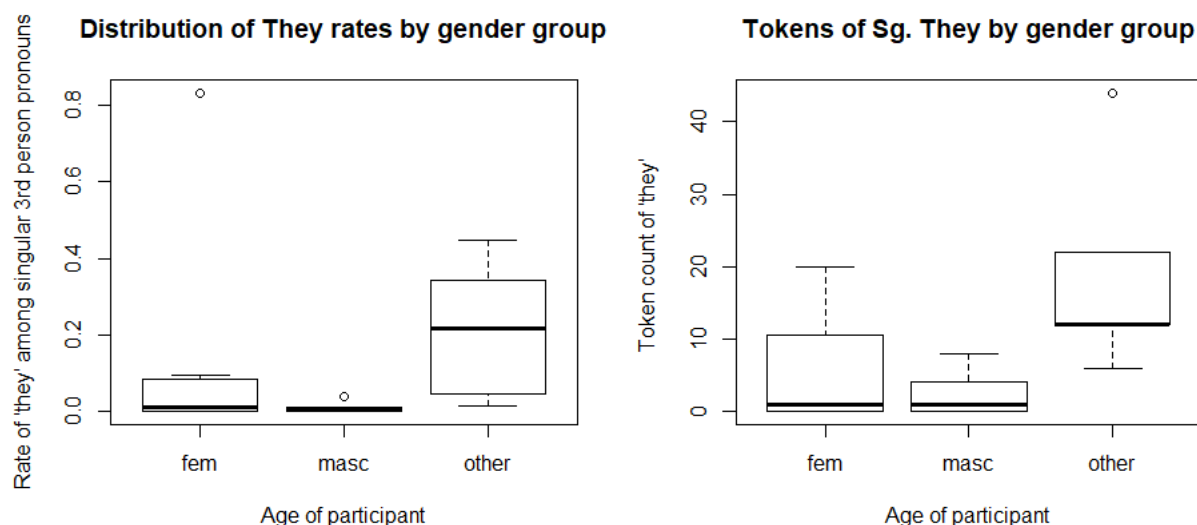 Distribution of They rates by gender group
Rate of 'they' among singular 3rd person pronouns
0.8
0.6
0.4
0.2
0.0
fem masc other
Age of participant
Tokens of Sg. They by gender group
Token count of 'they'
40
30
20
10
0
fem masc other
Age of participant